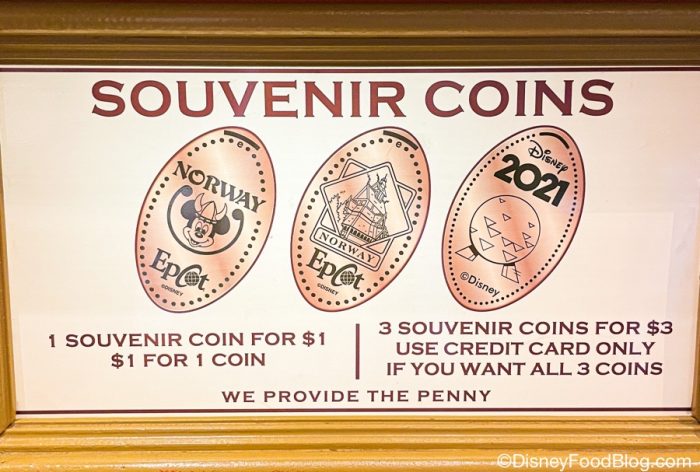 SOUVENIR COINS
e
NORWAY
Epcot
©DISNEY
e
NORWAY
Epcot
©DISNEY
Disney
2021
©Disney
1 SOUVENIR COIN FOR $1
$1 FOR 1 COIN
3 SOUVENIR COINS FOR $3
USE CREDIT CARD ONLY
IF YOU WANT ALL 3 COINS
WE PROVIDE THE PENNY
©DisneyFoodBlog.com